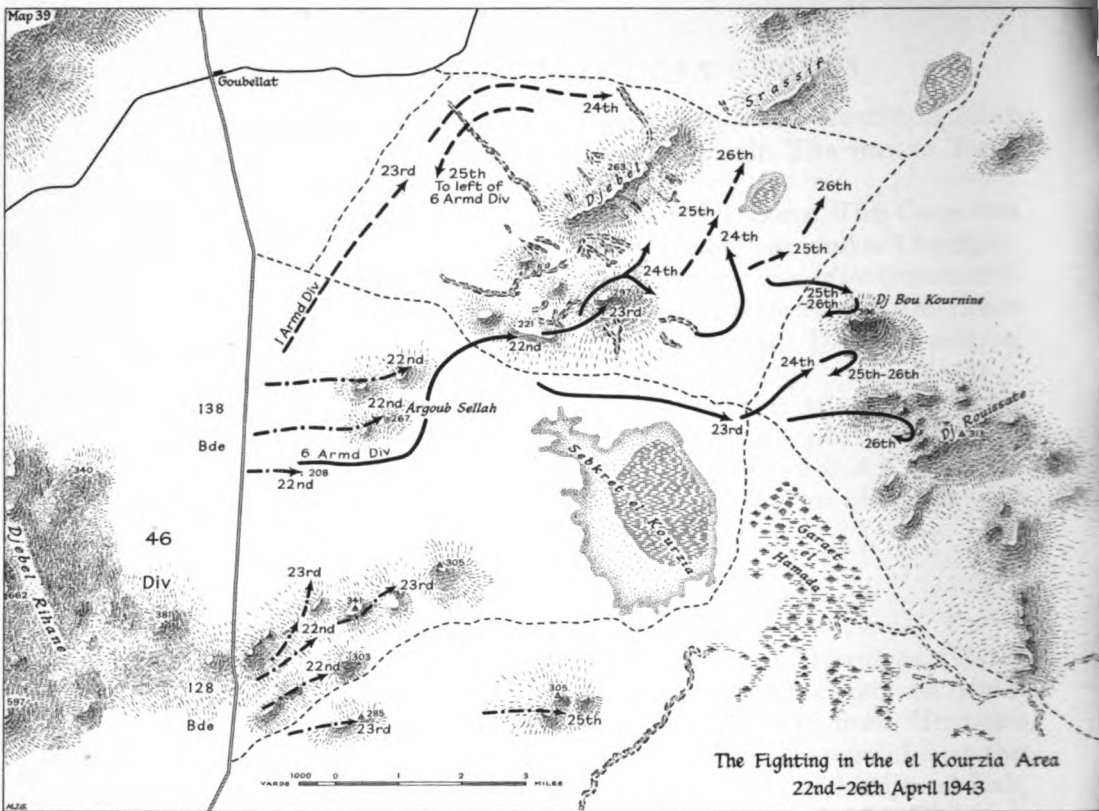 Map 39
Goubellat
Srassif
24th
23rd
25th
To left of
6 Armd Div
263
Djebel
26th
26th
25th
24th
25th
24th
25th
-26th
Dj Bou Kournine
297
23rd
221
22nd
1 Armd Div
22nd
24th
25th-26th
138
22nd
267
Argoub Sellah
Bde
6 Armd Div
208
22nd
23rd
26th
Dj Rouissate
313
340
Sebkret el Kourzia
46
Div
Djebel Rihane
Garaet
el
Hamada
662
381
23rd
341
23rd
305
22nd
22nd
303
128
Bde
597
285
23rd
305
25th
1000 0 1 2 3
YARDS MILES
The Fighting in the el Kourzia Area
22nd–26th April 1943
M.J.G.